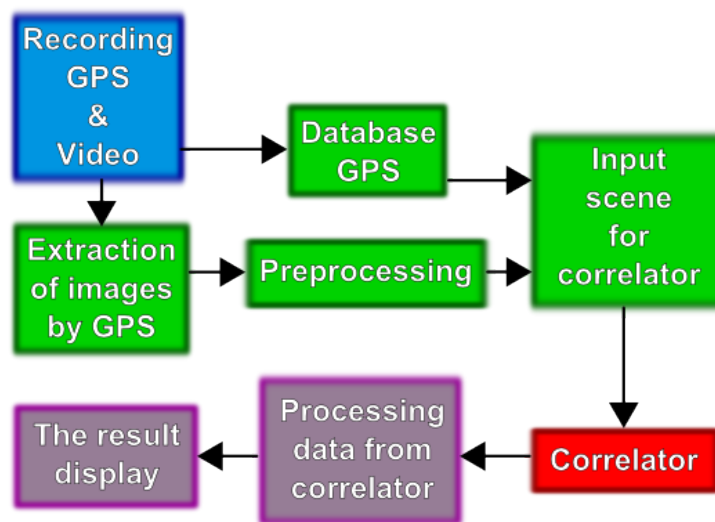 Recording
GPS
&
Video
Database
GPS
Input
scene
for
correlator
Extraction
of images
by GPS
Preprocessing
Correlator
Processing
data from
correlator
The result
display